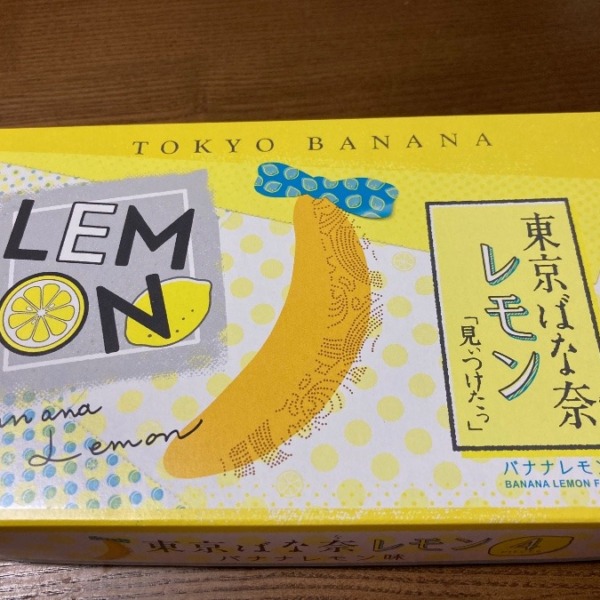 TOKYO BANANA
LEM
ON
Lemon
東京ばな奈
レモン
「見ぃつけたっ」
バナナレモン
BANANA LEMON F
東京ばな奈レモン
バナナレモン味